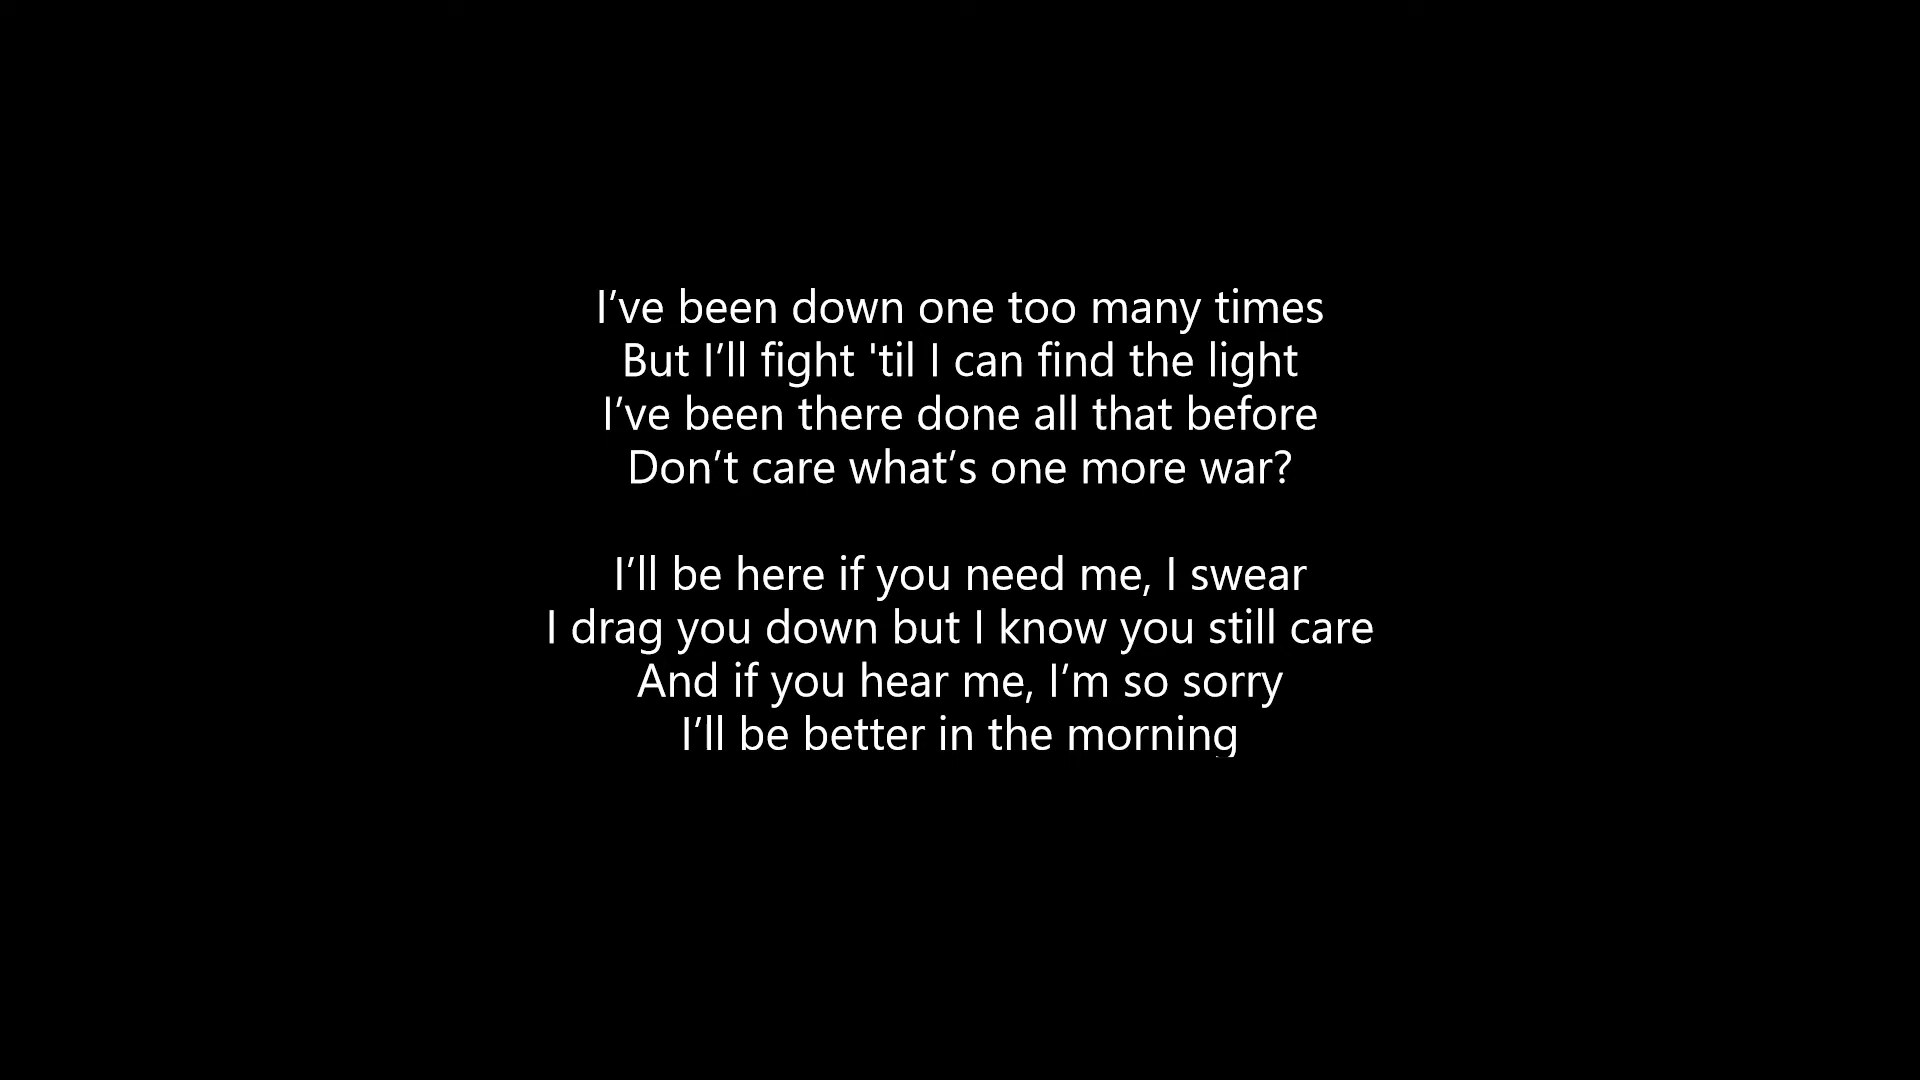 I’ve been down one too many times
But I’ll fight 'til I can find the light
I’ve been there done all that before
Don’t care what’s one more war?
I’ll be here if you need me, I swear
I drag you down but I know you still care
And if you hear me, I’m so sorry
I’ll be better in the morning